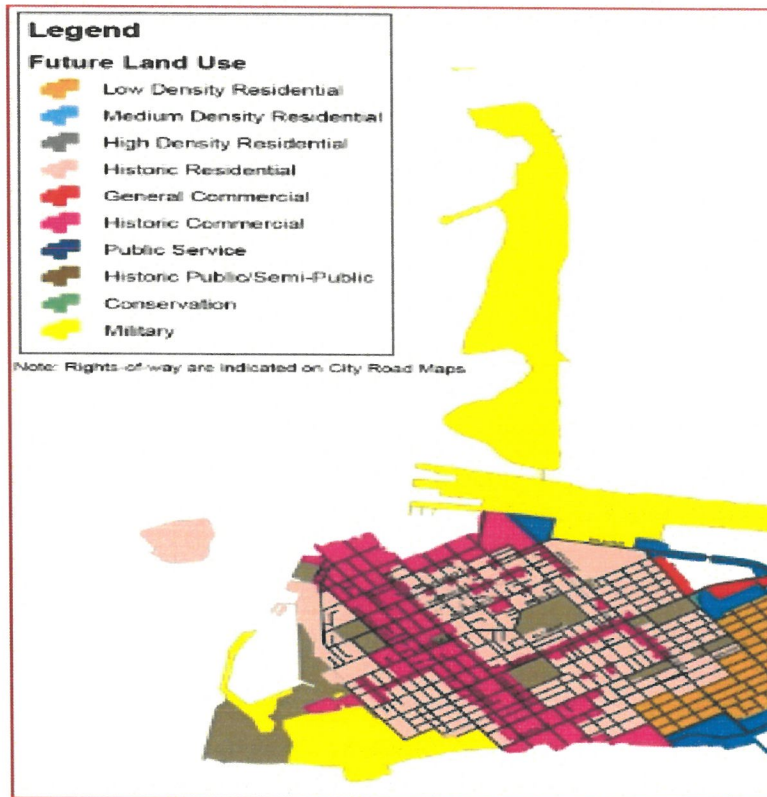 Legend
Future Land Use
Low Density Residential
Medium Density Residential
High Density Residential
Historic Residential
General Commercial
Historic Commercial
Public Service
Historic Public/Semi-Public
Conservation
Military
Note: Rights-of-way are indicated on City Road Maps